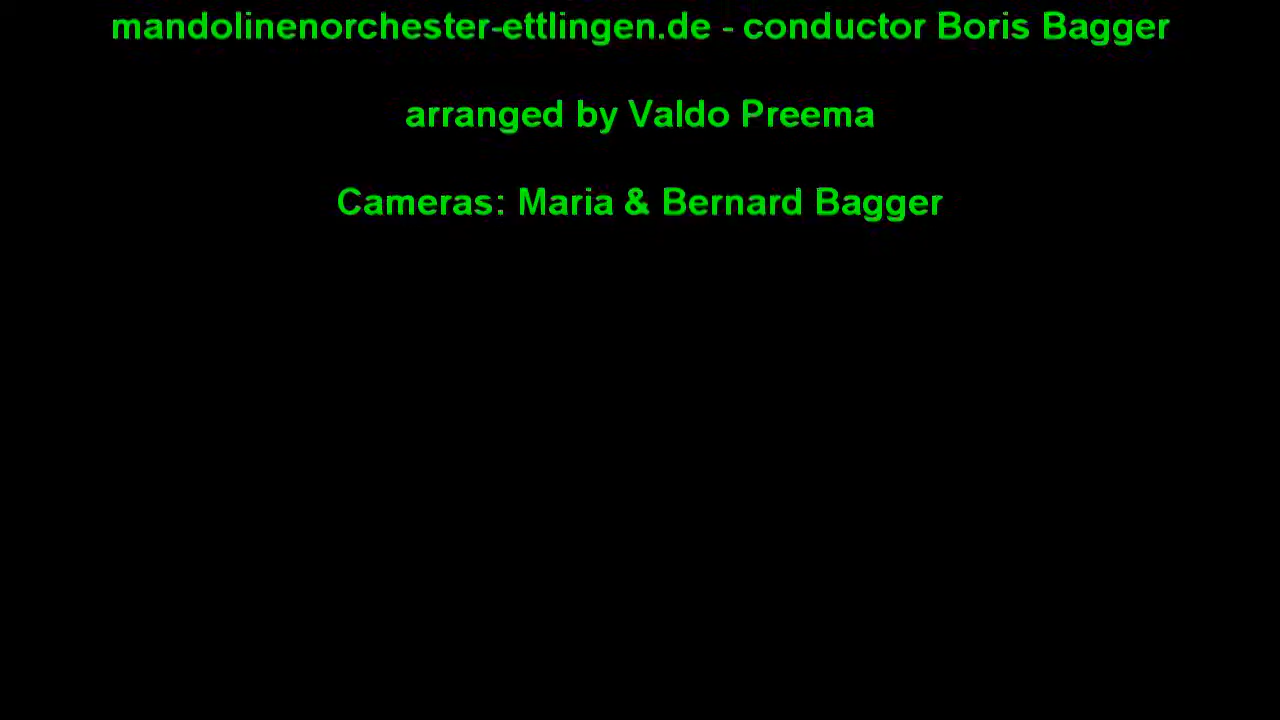 mandolinenorchester-ettlingen.de - conductor Boris Bagger
arranged by Valdo Preema
Cameras: Maria & Bernard Bagger